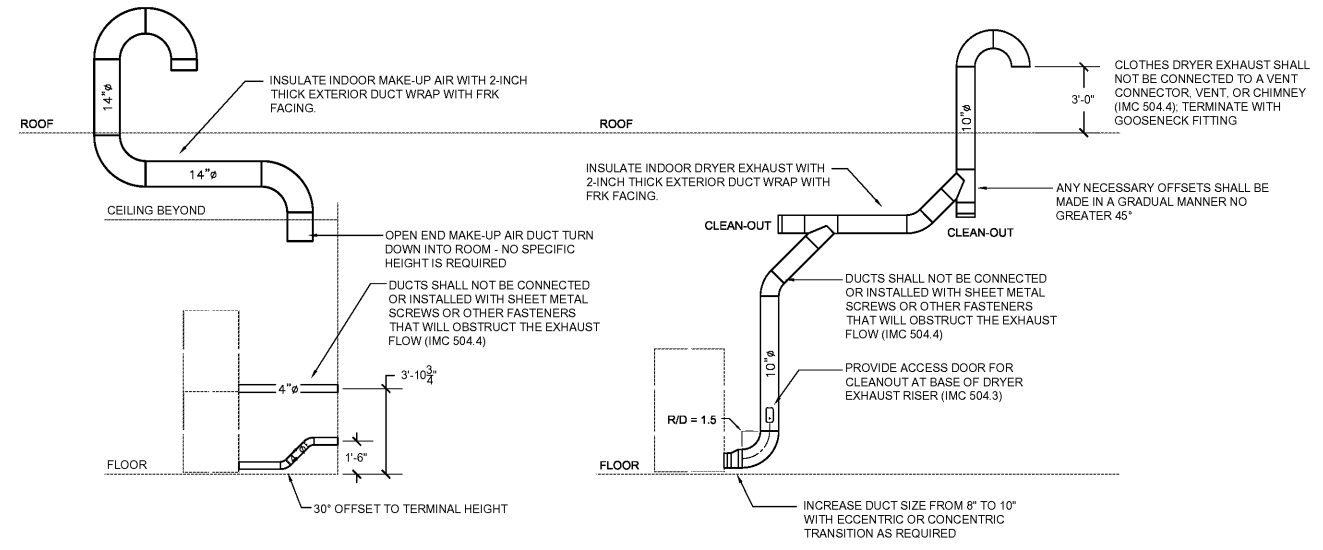 INSULATE INDOOR MAKE-UP AIR WITH 2-INCH
THICK EXTERIOR DUCT WRAP WITH FRK
FACING.
14"ø
ROOF
14"ø
CEILING BEYOND
OPEN END MAKE-UP AIR DUCT TURN
DOWN INTO ROOM - NO SPECIFIC
HEIGHT IS REQUIRED
DUCTS SHALL NOT BE CONNECTED
OR INSTALLED WITH SHEET METAL
SCREWS OR OTHER FASTENERS
THAT WILL OBSTRUCT THE EXHAUST
FLOW (IMC 504.4)
3'-10 3/4"
4"ø
4"ø
1'-6"
FLOOR
30° OFFSET TO TERMINAL HEIGHT
CLOTHES DRYER EXHAUST SHALL
NOT BE CONNECTED TO A VENT
CONNECTOR, VENT, OR CHIMNEY
(IMC 504.4); TERMINATE WITH
GOOSENECK FITTING
3'-0"
10"ø
ROOF
INSULATE INDOOR DRYER EXHAUST WITH
2-INCH THICK EXTERIOR DUCT WRAP WITH
FRK FACING.
ANY NECESSARY OFFSETS SHALL BE
MADE IN A GRADUAL MANNER NO
GREATER 45°
CLEAN-OUT
CLEAN-OUT
DUCTS SHALL NOT BE CONNECTED
OR INSTALLED WITH SHEET METAL
SCREWS OR OTHER FASTENERS
THAT WILL OBSTRUCT THE EXHAUST
FLOW (IMC 504.4)
10"ø
PROVIDE ACCESS DOOR FOR
CLEANOUT AT BASE OF DRYER
EXHAUST RISER (IMC 504.3)
R/D = 1.5
FLOOR
INCREASE DUCT SIZE FROM 8" TO 10"
WITH ECCENTRIC OR CONCENTRIC
TRANSITION AS REQUIRED